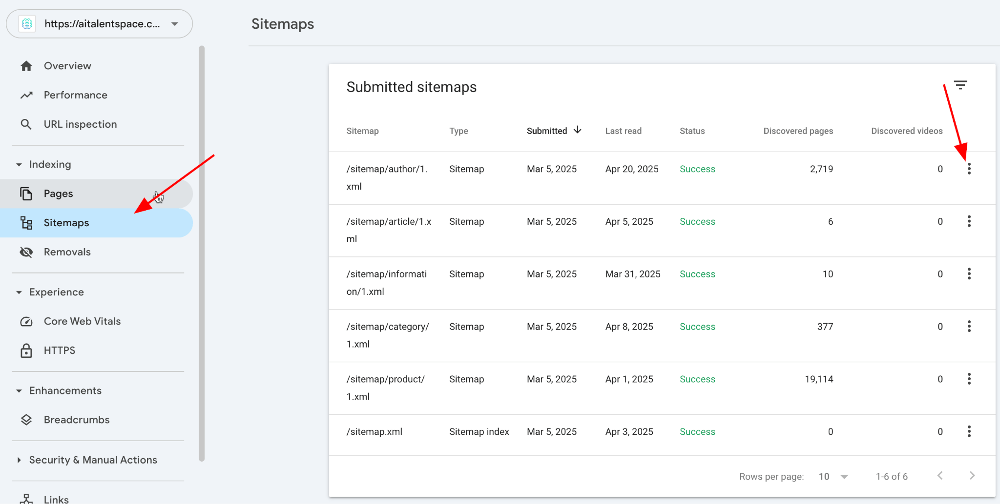 https://aitalentspace.c...
Overview
Performance
URL inspection
Indexing
Pages
Sitemaps
Removals
Experience
Core Web Vitals
HTTPS
Enhancements
Breadcrumbs
Security & Manual Actions
Links
Sitemaps
Submitted sitemaps
Sitemap Type Submitted Last read Status Discovered pages Discovered videos
/sitemap/author/1. Sitemap Mar 5, 2025 Apr 20, 2025 Success 2,719 0
xml
/sitemap/article/1.x Sitemap Mar 5, 2025 Apr 5, 2025 Success 6 0
ml
/sitemap/informati Sitemap Mar 5, 2025 Mar 31, 2025 Success 10 0
on/1.xml
/sitemap/category/ Sitemap Mar 5, 2025 Apr 8, 2025 Success 377 0
1.xml
/sitemap/product/ Sitemap Mar 5, 2025 Apr 1, 2025 Success 19,114 0
1.xml
/sitemap.xml Sitemap index Mar 5, 2025 Apr 3, 2025 Success 0 0
Rows per page: 10 1-6 of 6